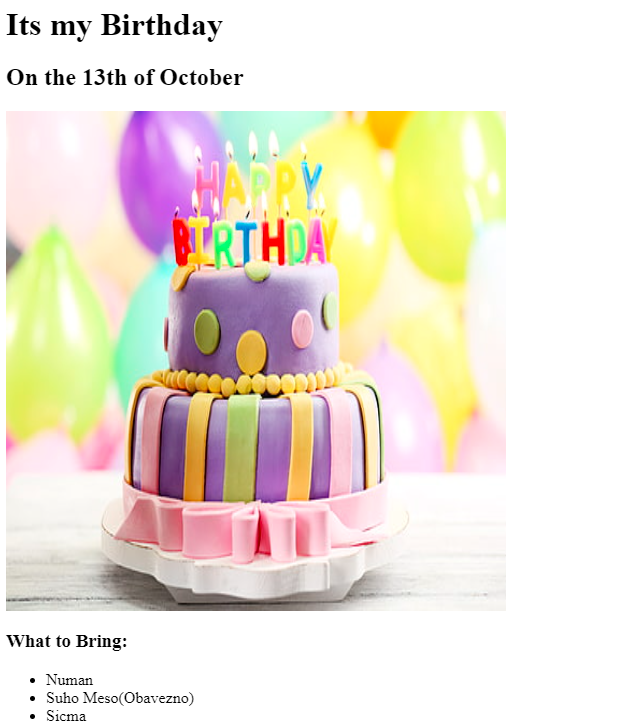 Its my Birthday
On the 13th of October
HAPPY
BIRTHDAY
What to Bring:
Numan
Suho Meso(Obavezno)
Sicma